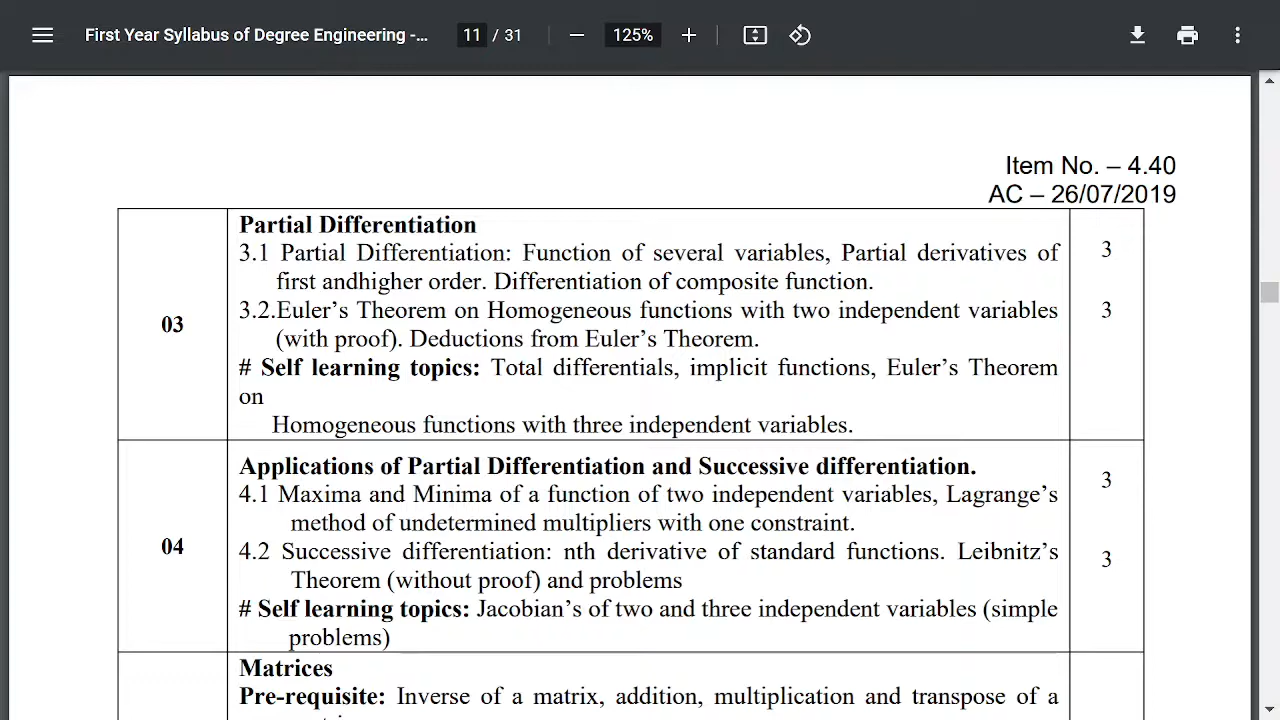 First Year Syllabus of Degree Engineering -...
11 / 31
125%
Item No. – 4.40
AC – 26/07/2019
03
Partial Differentiation
3.1 Partial Differentiation: Function of several variables, Partial derivatives of
first andhigher order. Differentiation of composite function.
3
3.2.Euler’s Theorem on Homogeneous functions with two independent variables
(with proof). Deductions from Euler’s Theorem.
3
# Self learning topics: Total differentials, implicit functions, Euler’s Theorem
on
Homogeneous functions with three independent variables.
04
Applications of Partial Differentiation and Successive differentiation.
4.1 Maxima and Minima of a function of two independent variables, Lagrange’s
method of undetermined multipliers with one constraint.
3
4.2 Successive differentiation: nth derivative of standard functions. Leibnitz’s
Theorem (without proof) and problems
3
# Self learning topics: Jacobian’s of two and three independent variables (simple
problems)
Matrices
Pre-requisite: Inverse of a matrix, addition, multiplication and transpose of a